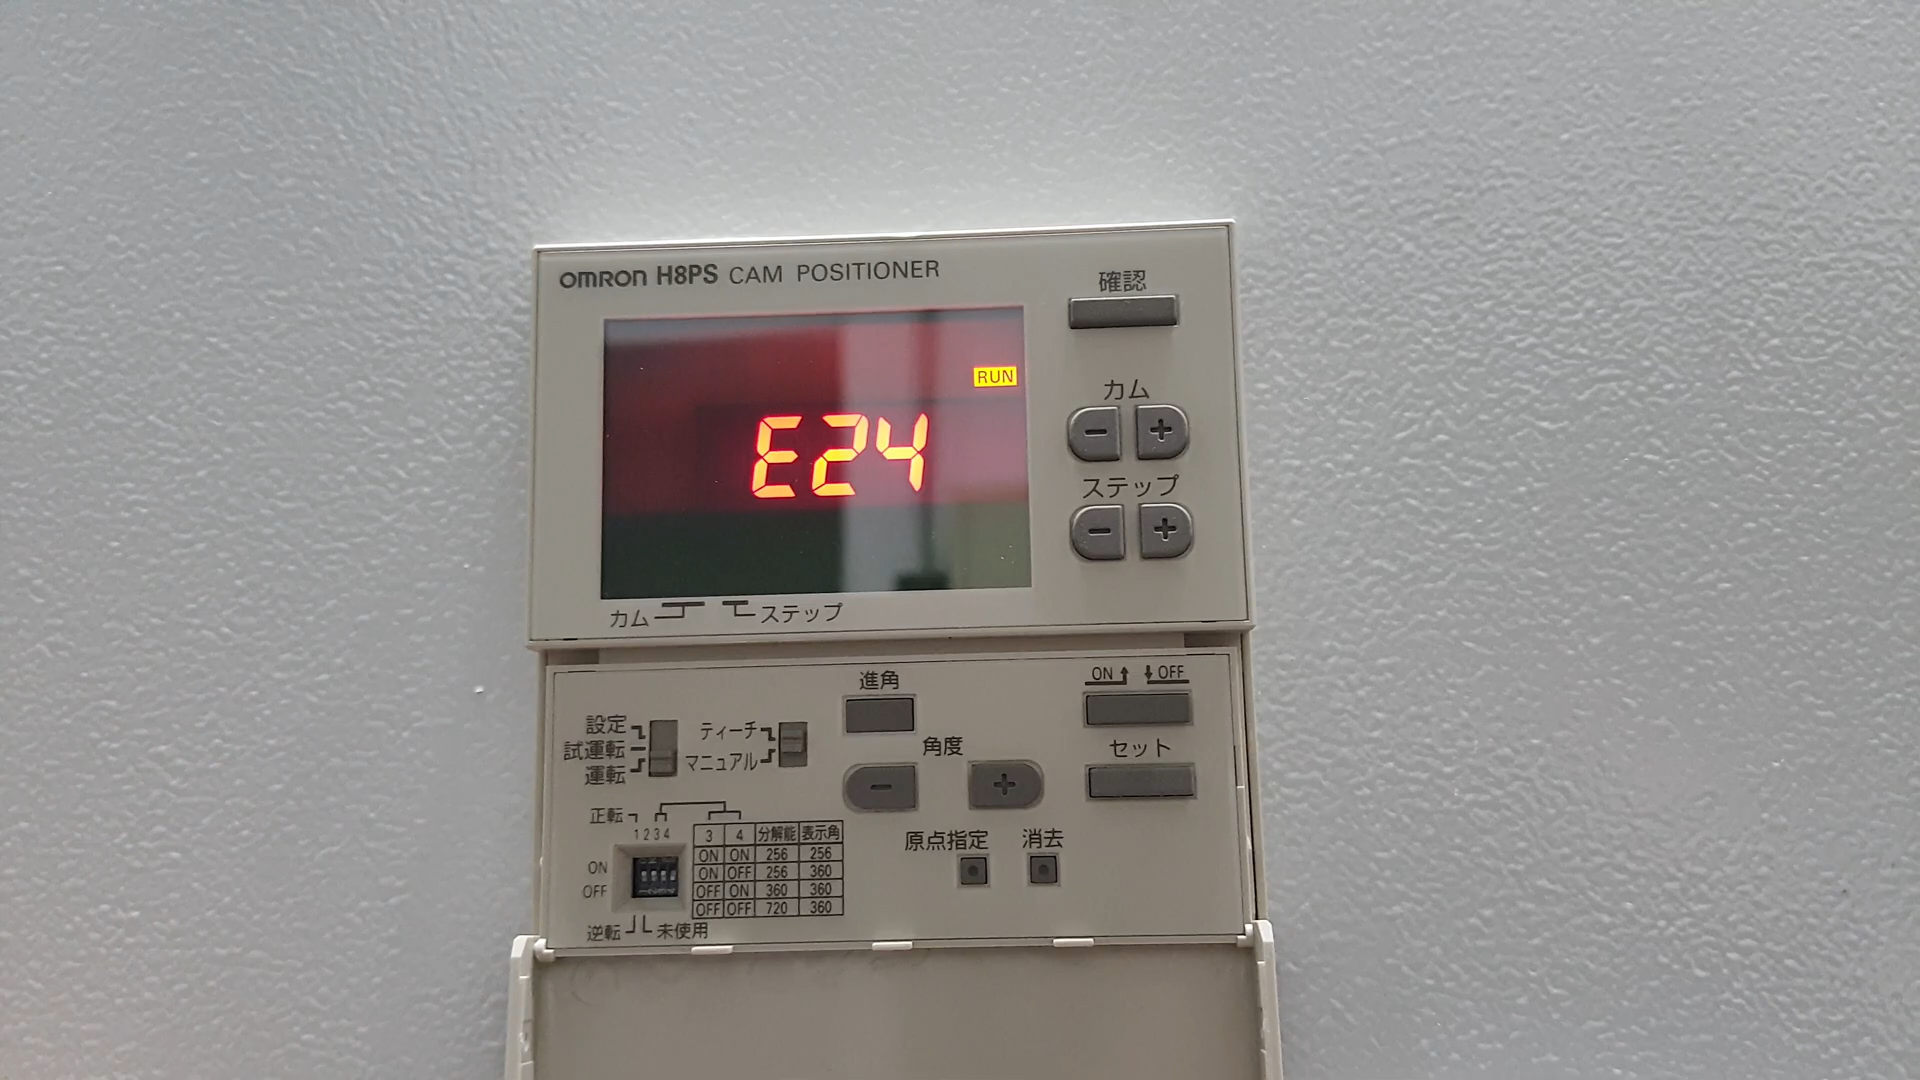 OMRON H8PS CAM POSITIONER
確認
RUN
カム
− +
E24
ステップ
− +
カム ステップ
進角
ON OFF
設定
試運転
運転
ティーチ
マニュアル
角度
− +
セット
正転
1 2 3 4
ON
OFF
逆転 未使用
3 4 分解能 表示角
ON ON 256 256
ON OFF 256 360
OFF ON 360 360
OFF OFF 720 360
原点指定 消去